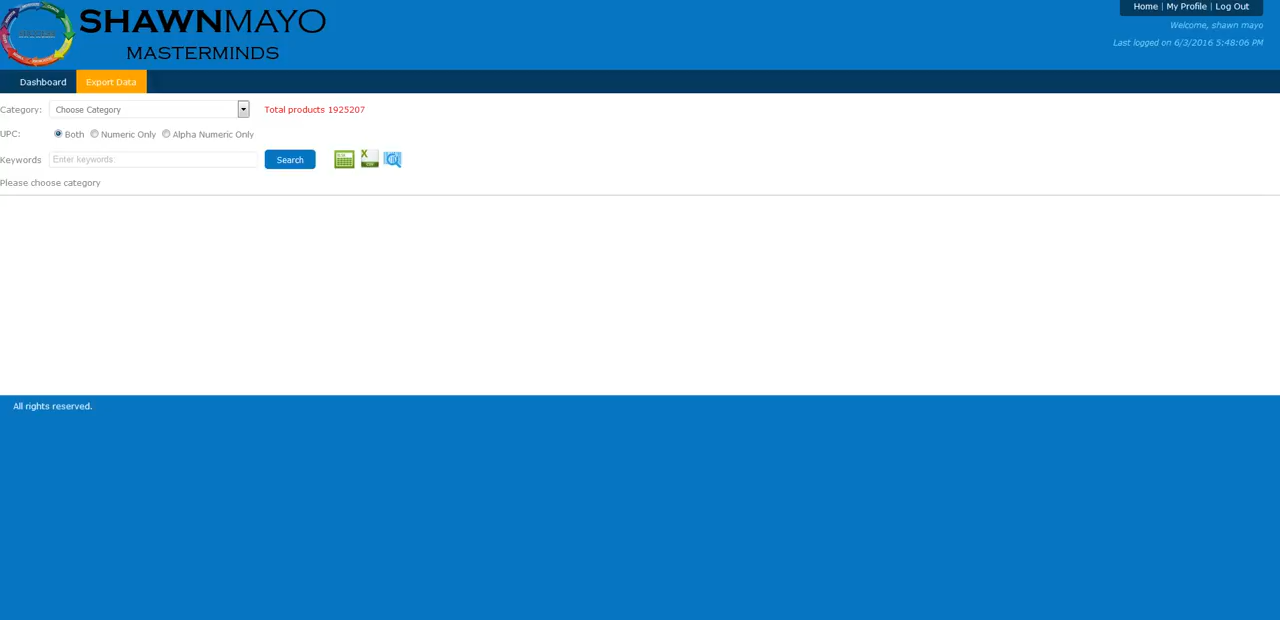 Home | My Profile | Log Out
SHAWNMAYO
MASTERMINDS
Welcome, shawn mayo
Last logged on 6/3/2016 5:48:06 PM
Dashboard
Export Data
Category: Choose Category Total products 1925207
UPC: Both Numeric Only Alpha Numeric Only
Keywords Enter keywords: Search
Please choose category
All rights reserved.